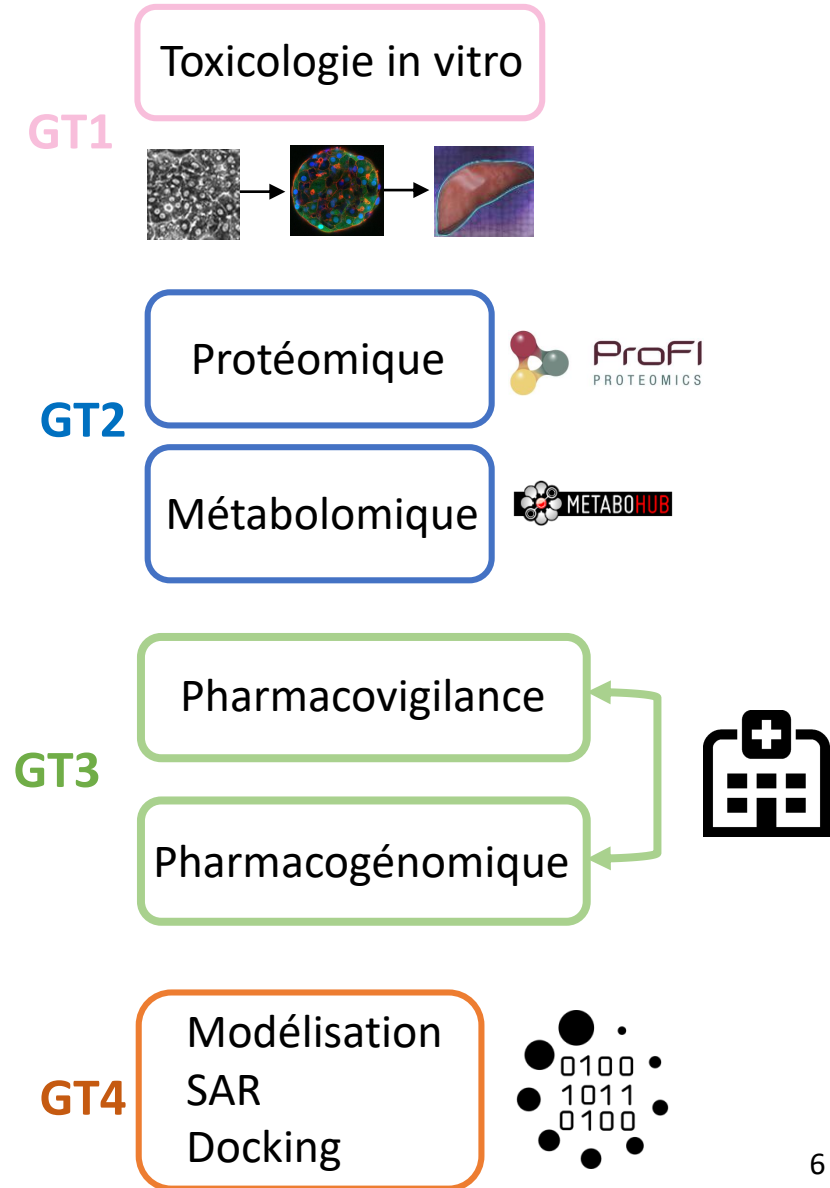 Toxicologie in vitro
GT1
Protéomique
ProFI
PROTEOMICS
GT2
Métabolomique
METABOHUB
Pharmacovigilance
GT3
Pharmacogénomique
Modélisation
SAR
Docking
GT4
0100
1011
0100
6